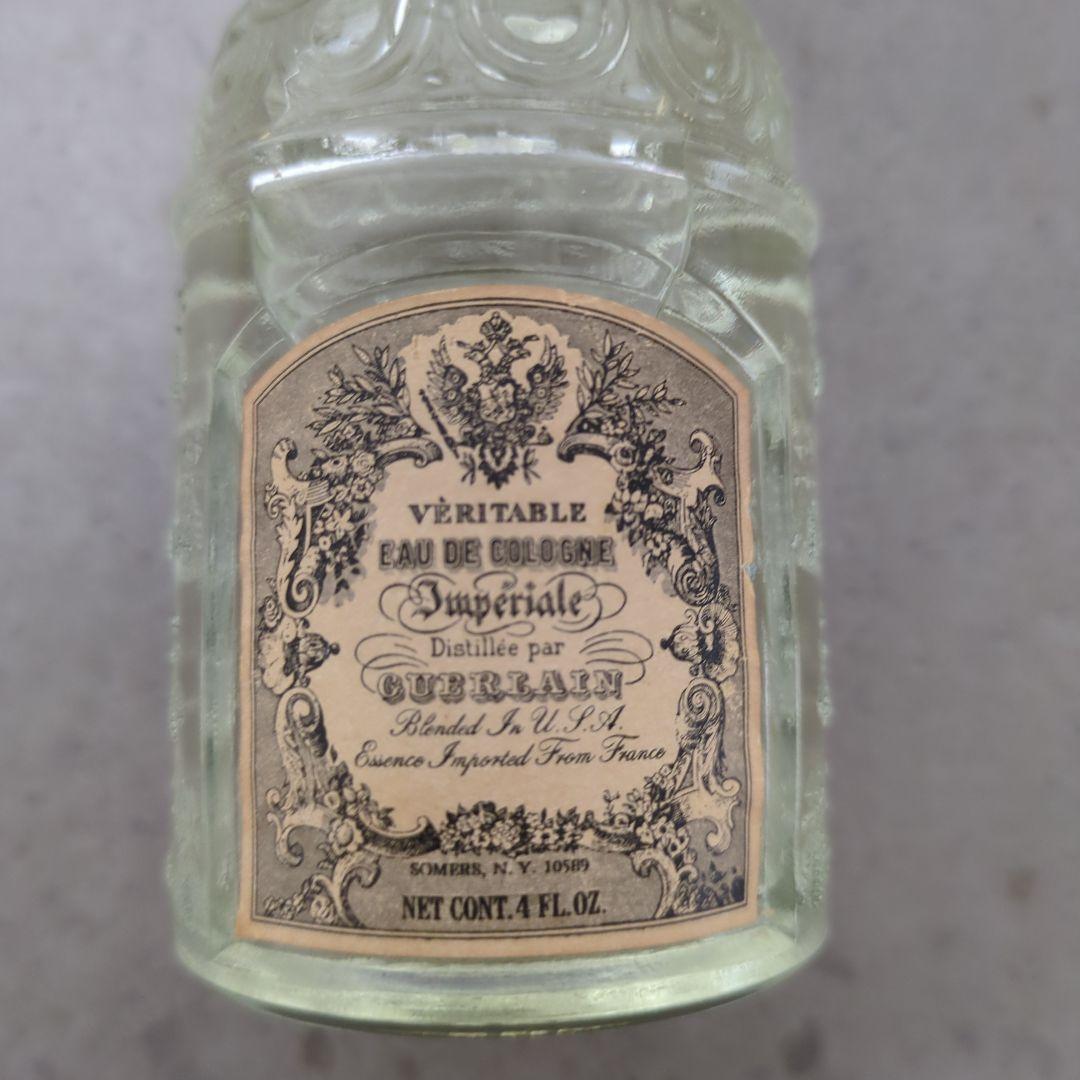 VÈRITABLE
EAU DE COLOGNE
Impériale
Distillée par
GUERLAIN
Blended In U.S.A.
Essence Imported From France
SOMERS, N.Y. 10589
NET CONT. 4 FL. OZ.